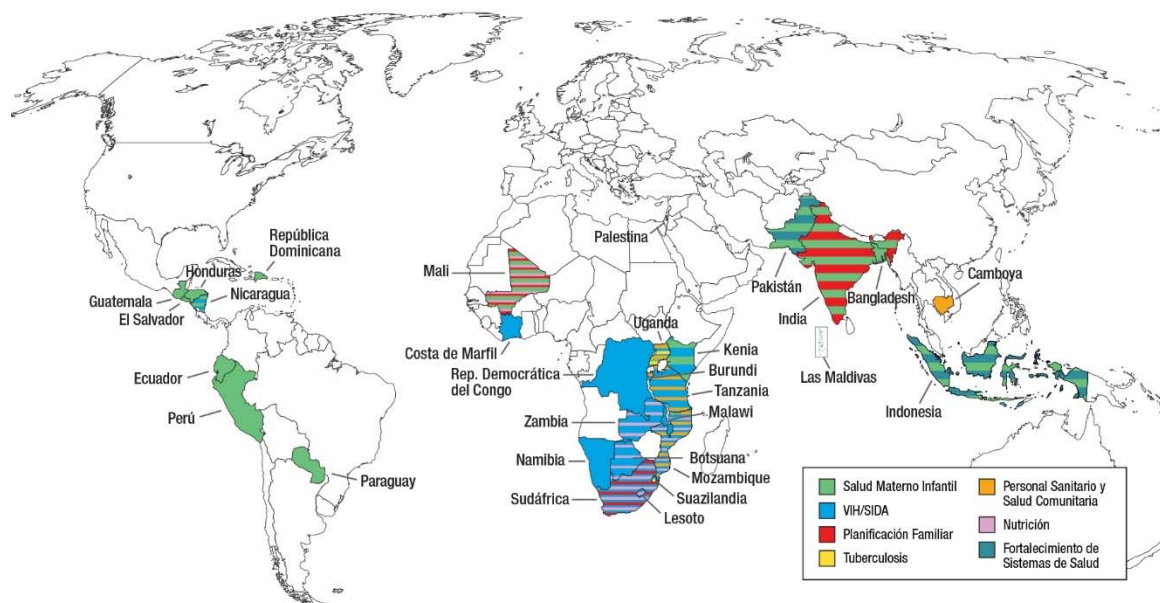 República
Dominicana
Honduras
Guatemala
Nicaragua
El Salvador
Ecuador
Perú
Paraguay
Mali
Costa de Marfil
Palestina
Uganda
Kenia
Rep. Democrática
del Congo
Burundi
Tanzania
Zambia
Malawi
Namibia
Botsuana
Mozambique
Sudáfrica
Suazilandia
Lesoto
Pakistán
Bangladesh
India
Camboya
Las Maldivas
Indonesia
Salud Materno Infantil
VIH/SIDA
Planificación Familiar
Tuberculosis
Personal Sanitario y
Salud Comunitaria
Nutrición
Fortalecimiento de
Sistemas de Salud